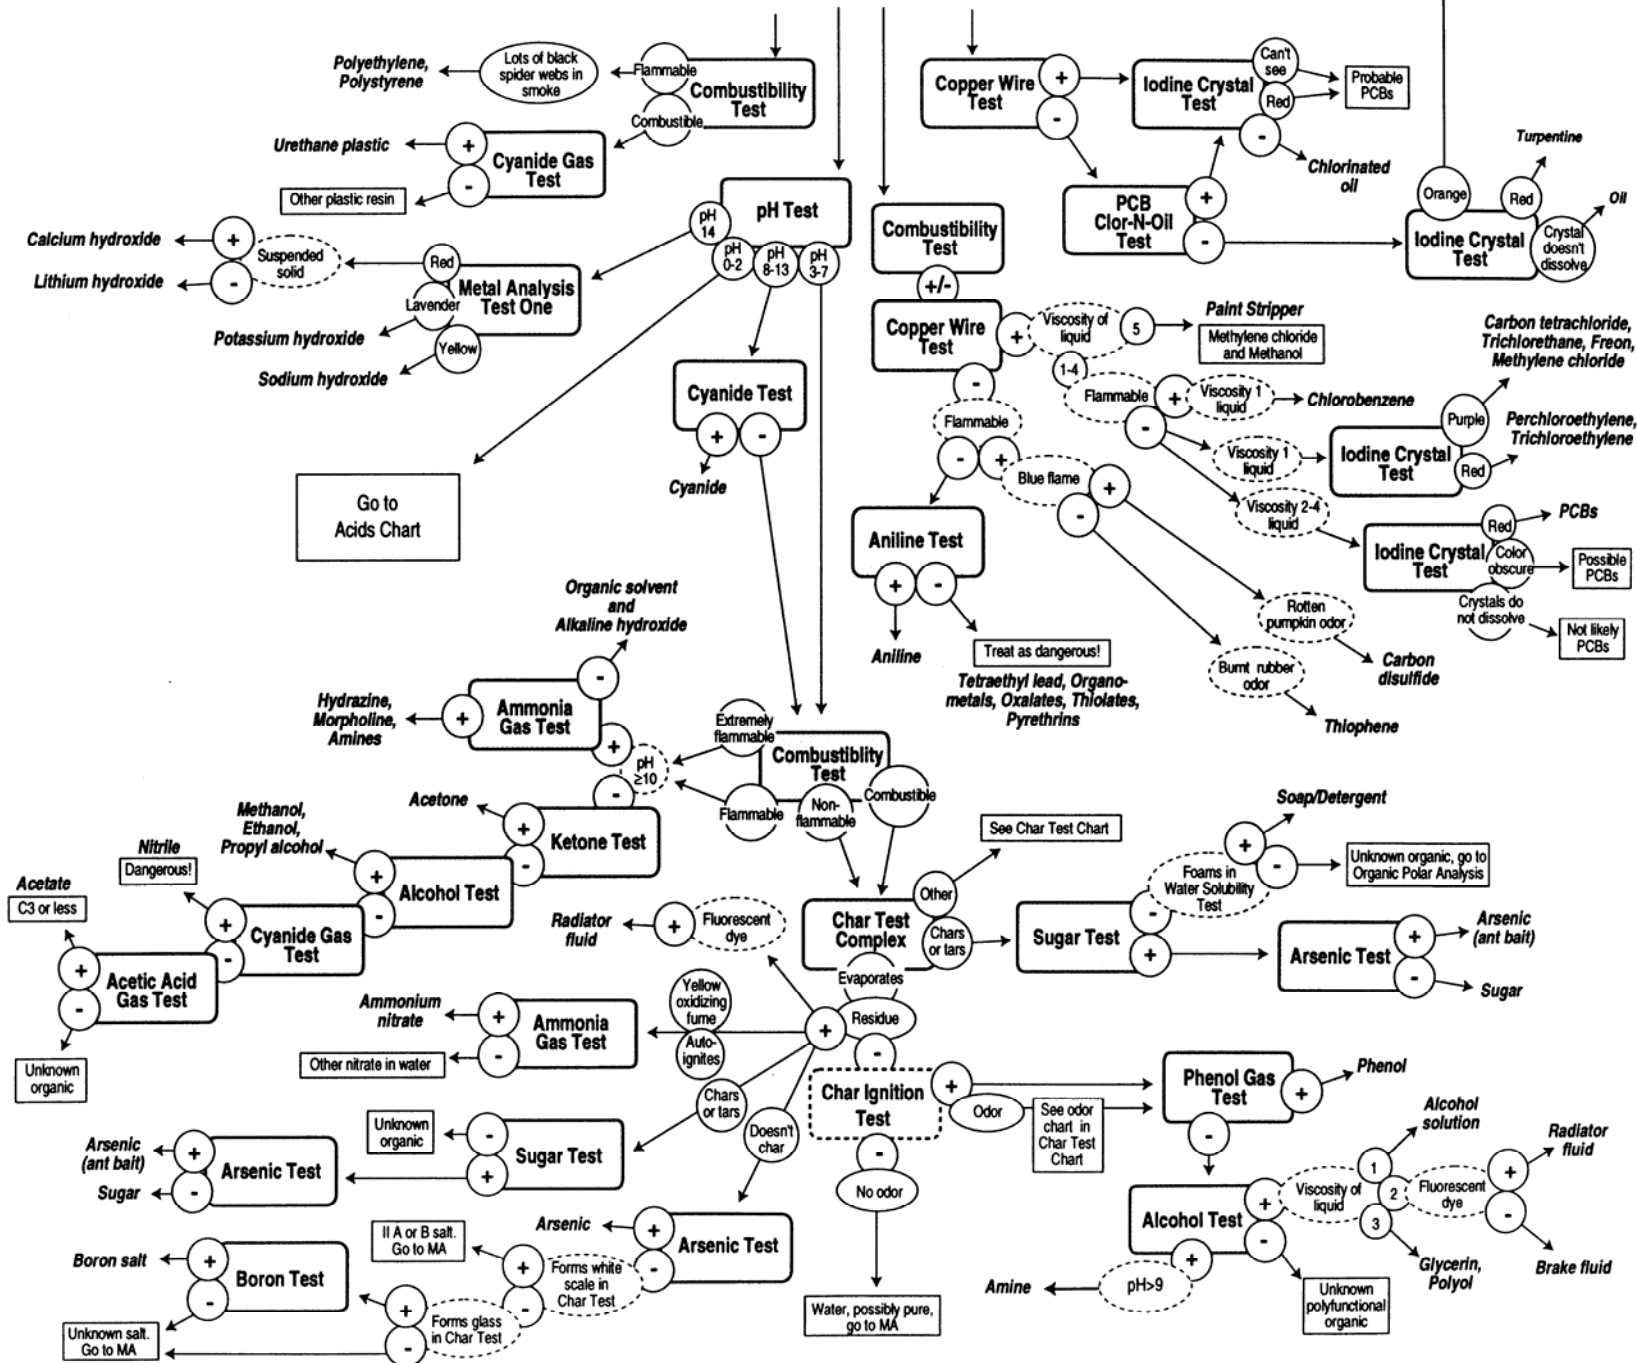 Polyethylene,
Polystyrene
Lots of black
spider webs in
smoke
Flammable
Combustible
Combustibility
Test
Urethane plastic
+
-
Cyanide Gas
Test
Other plastic resin
Copper Wire
Test
+
-
Iodine Crystal
Test
Can't
see
Red
-
Probable
PCBs
Chlorinated
oil
PCB
Clor-N-Oil
Test
+
-
Orange
Red
Turpentine
Iodine Crystal
Test
Crystal
doesn't
dissolve
Oil
pH Test
pH
14
pH
0-2
pH
8-13
pH
3-7
Calcium hydroxide
+
-
Suspended
solid
Lithium hydroxide
Red
Lavender
Yellow
Metal Analysis
Test One
Potassium hydroxide
Sodium hydroxide
Combustibility
Test
+/-
Copper Wire
Test
+
-
Viscosity of
liquid
5
1-4
Paint Stripper
Methylene chloride
and Methanol
Flammable
+
-
Viscosity 1
liquid
Chlorobenzene
Viscosity 1
liquid
Viscosity 2-4
liquid
Carbon tetrachloride,
Trichlorethane, Freon,
Methylene chloride
Iodine Crystal
Test
Purple
Red
Perchloroethylene,
Trichloroethylene
Iodine Crystal
Test
Red
Color
obscure
Crystals do
not dissolve
PCBs
Possible
PCBs
Not likely
PCBs
Cyanide Test
+
-
Cyanide
Go to
Acids Chart
Flammable
-
+
Blue flame
+
-
Aniline Test
+
-
Aniline
Treat as dangerous!
Tetraethyl lead, Organo-
metals, Oxalates, Thiolates,
Pyrethrins
Rotten
pumpkin odor
Carbon
disulfide
Burnt rubber
odor
Thiophene
Organic solvent
and
Alkaline hydroxide
-
+
Ammonia
Gas Test
Hydrazine,
Morpholine,
Amines
+
pH
≥10
-
Extremely
flammable
Flammable
Non-
flammable
Combustible
Combustiblity
Test
Acetone
+
-
Ketone Test
Methanol,
Ethanol,
Propyl alcohol
+
-
Alcohol Test
Nitrile
Dangerous!
+
-
Cyanide Gas
Test
Acetate
C3 or less
+
-
Acetic Acid
Gas Test
Unknown
organic
See Char Test Chart
Other
Chars
or tars
Char Test
Complex
Evaporates
Residue
+
-
Radiator
fluid
+
Fluorescent
dye
Sugar Test
-
+
Foams in
Water Solubility
Test
+
-
Soap/Detergent
Unknown organic, go to
Organic Polar Analysis
Arsenic Test
+
-
Arsenic
(ant bait)
Sugar
Yellow
oxidizing
fume
Auto-
ignites
Ammonium
nitrate
+
-
Ammonia
Gas Test
Other nitrate in water
Chars
or tars
Doesn't
char
Char Ignition
Test
+
Odor
-
No odor
See odor
chart in
Char Test
Chart
Phenol Gas
Test
+
-
Phenol
Unknown
organic
-
+
Sugar Test
Arsenic
(ant bait)
Sugar
+
-
Arsenic Test
Arsenic
+
-
Arsenic Test
II A or B salt.
Go to MA
+
-
Forms white
scale in
Char Test
Boron salt
+
-
Boron Test
+
-
Forms glass
in Char Test
Unknown salt.
Go to MA
Water, possibly pure,
go to MA
Alcohol Test
+
-
+
Viscosity of
liquid
1
2
3
Alcohol
solution
Fluorescent
dye
+
-
Radiator
fluid
Brake fluid
Glycerin,
Polyol
Amine
pH>9
Unknown
polyfunctional
organic